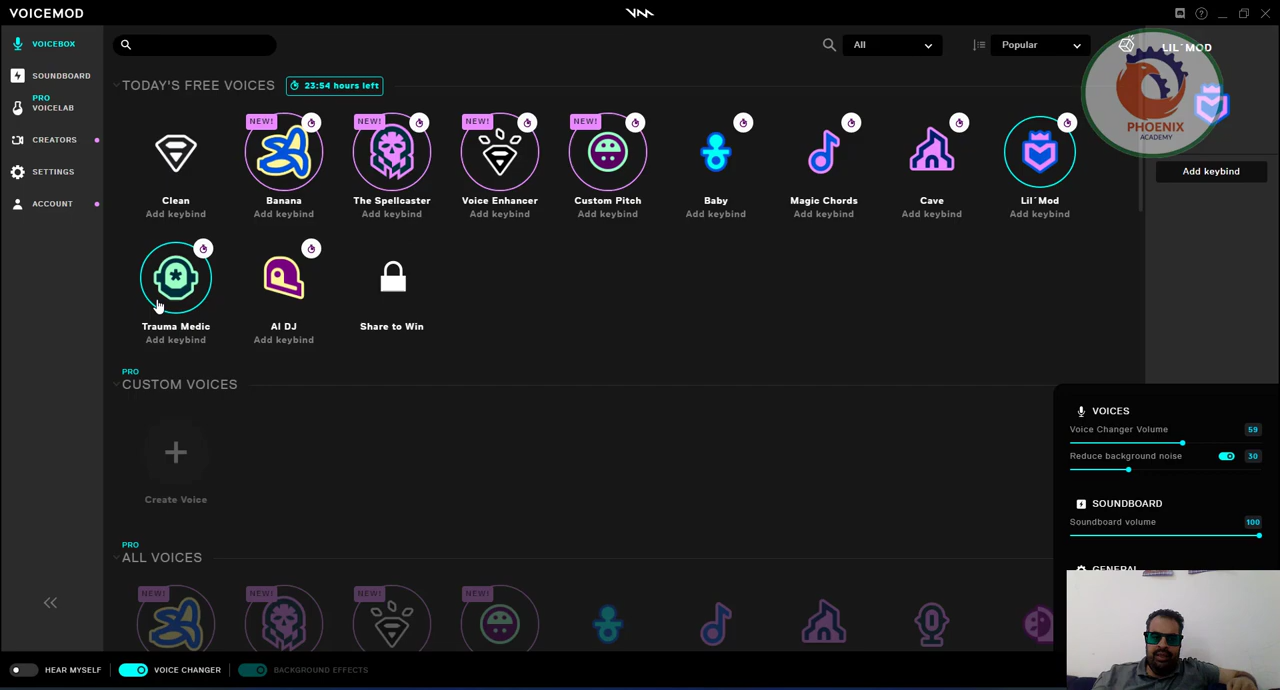 VOICEMOD
VOICEBOX
SOUNDBOARD
PRO
VOICELAB
CREATORS
SETTINGS
ACCOUNT
All
Popular
LIL´MOD
PHOENIX
ACADEMY
Add keybind
TODAY'S FREE VOICES
23:54 hours left
NEW! NEW! NEW! NEW!
Clean Banana The Spellcaster Voice Enhancer Custom Pitch Baby Magic Chords Cave Lil´Mod
Add keybind Add keybind Add keybind Add keybind Add keybind Add keybind Add keybind Add keybind Add keybind
Trauma Medic AI DJ Share to Win
Add keybind Add keybind
PRO
CUSTOM VOICES
Create Voice
PRO
ALL VOICES
NEW! NEW! NEW! NEW!
VOICES
Voice Changer Volume 59
Reduce background noise 30
SOUNDBOARD
Soundboard volume 100
GENERAL
HEAR MYSELF VOICE CHANGER BACKGROUND EFFECTS